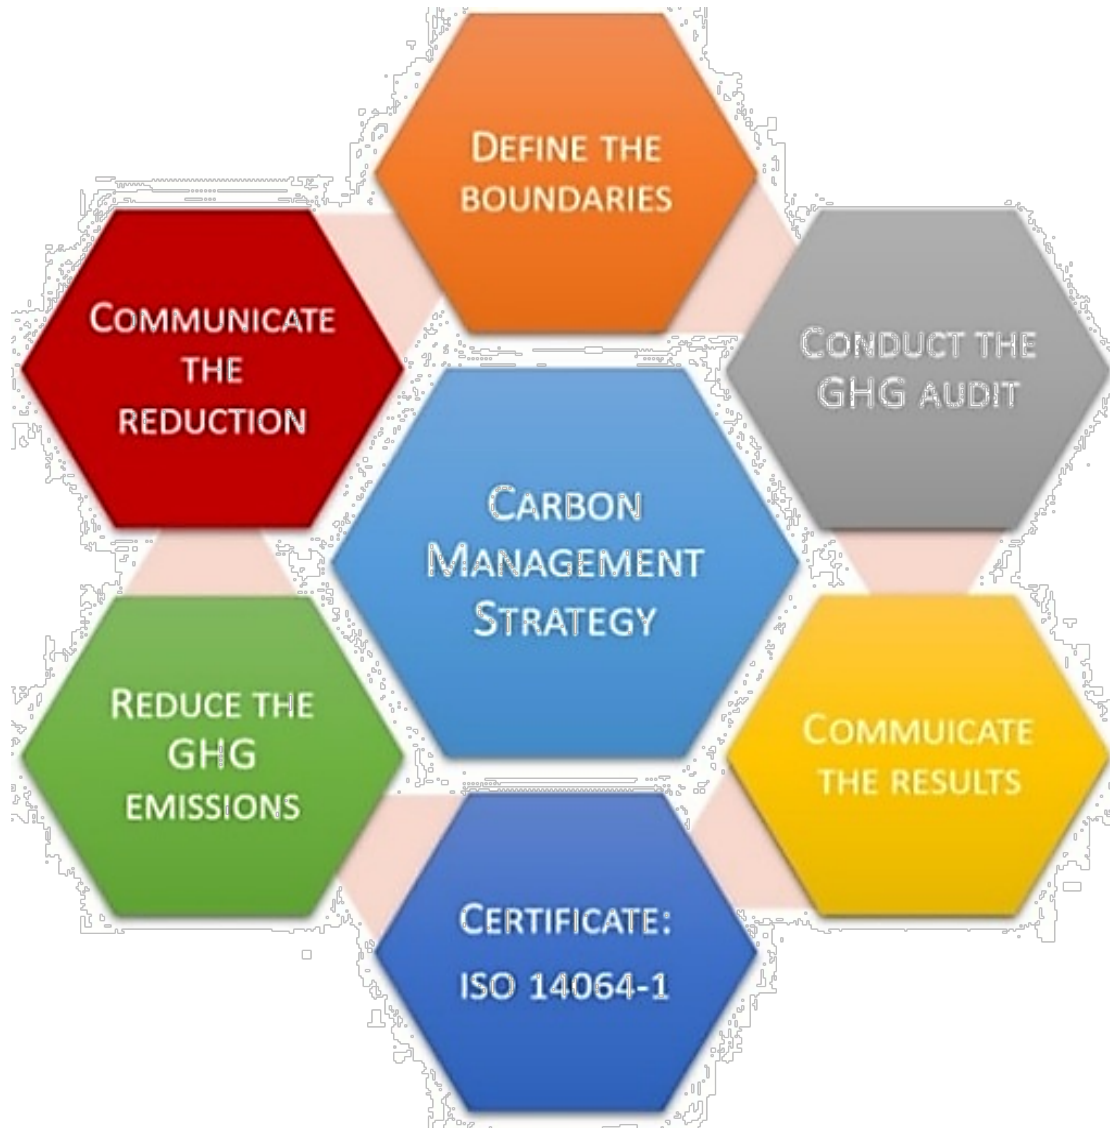 DEFINE THE
BOUNDARIES
CONDUCT THE
GHG AUDIT
COMMUICATE
THE RESULTS
CERTIFICATE:
ISO 14064-1
REDUCE THE
GHG
EMISSIONS
COMMUNICATE
THE
REDUCTION
CARBON
MANAGEMENT
STRATEGY